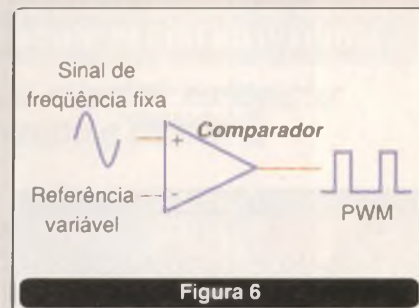 Sinal de
freqüência fixa
+
Comparador
Referência
variável
-
PWM
Figura 6